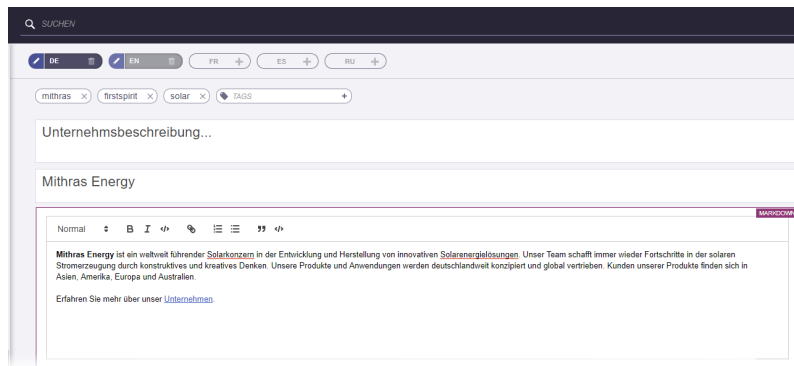 SUCHEN
DE EN FR + ES + RU +
mithras × firstspirit × solar × TAGS +
Unternehmsbeschreibung...
Mithras Energy
MARKDOWN
Normal B I </> ” </>
Mithras Energy ist ein weltweit führender Solarkonzern in der Entwicklung und Herstellung von innovativen Solarenergielösungen. Unser Team schafft immer wieder Fortschritte in der solaren
Stromerzeugung durch konstruktives und kreatives Denken. Unsere Produkte und Anwendungen werden deutschlandweit konzipiert und global vertrieben. Kunden unserer Produkte finden sich in
Asien, Amerika, Europa und Australien.
Erfahren Sie mehr über unser Unternehmen.